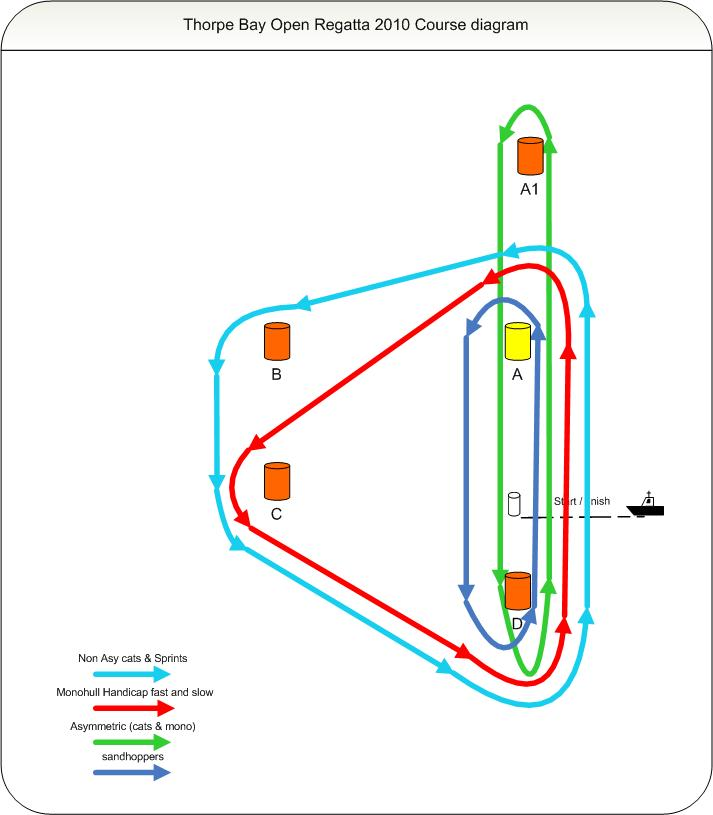 Thorpe Bay Open Regatta 2010 Course diagram
A1
B
A
C
Start / finish
D
Non Asy cats & Sprints
Monohull Handicap fast and slow
Asymmetric (cats & mono)
sandhoppers